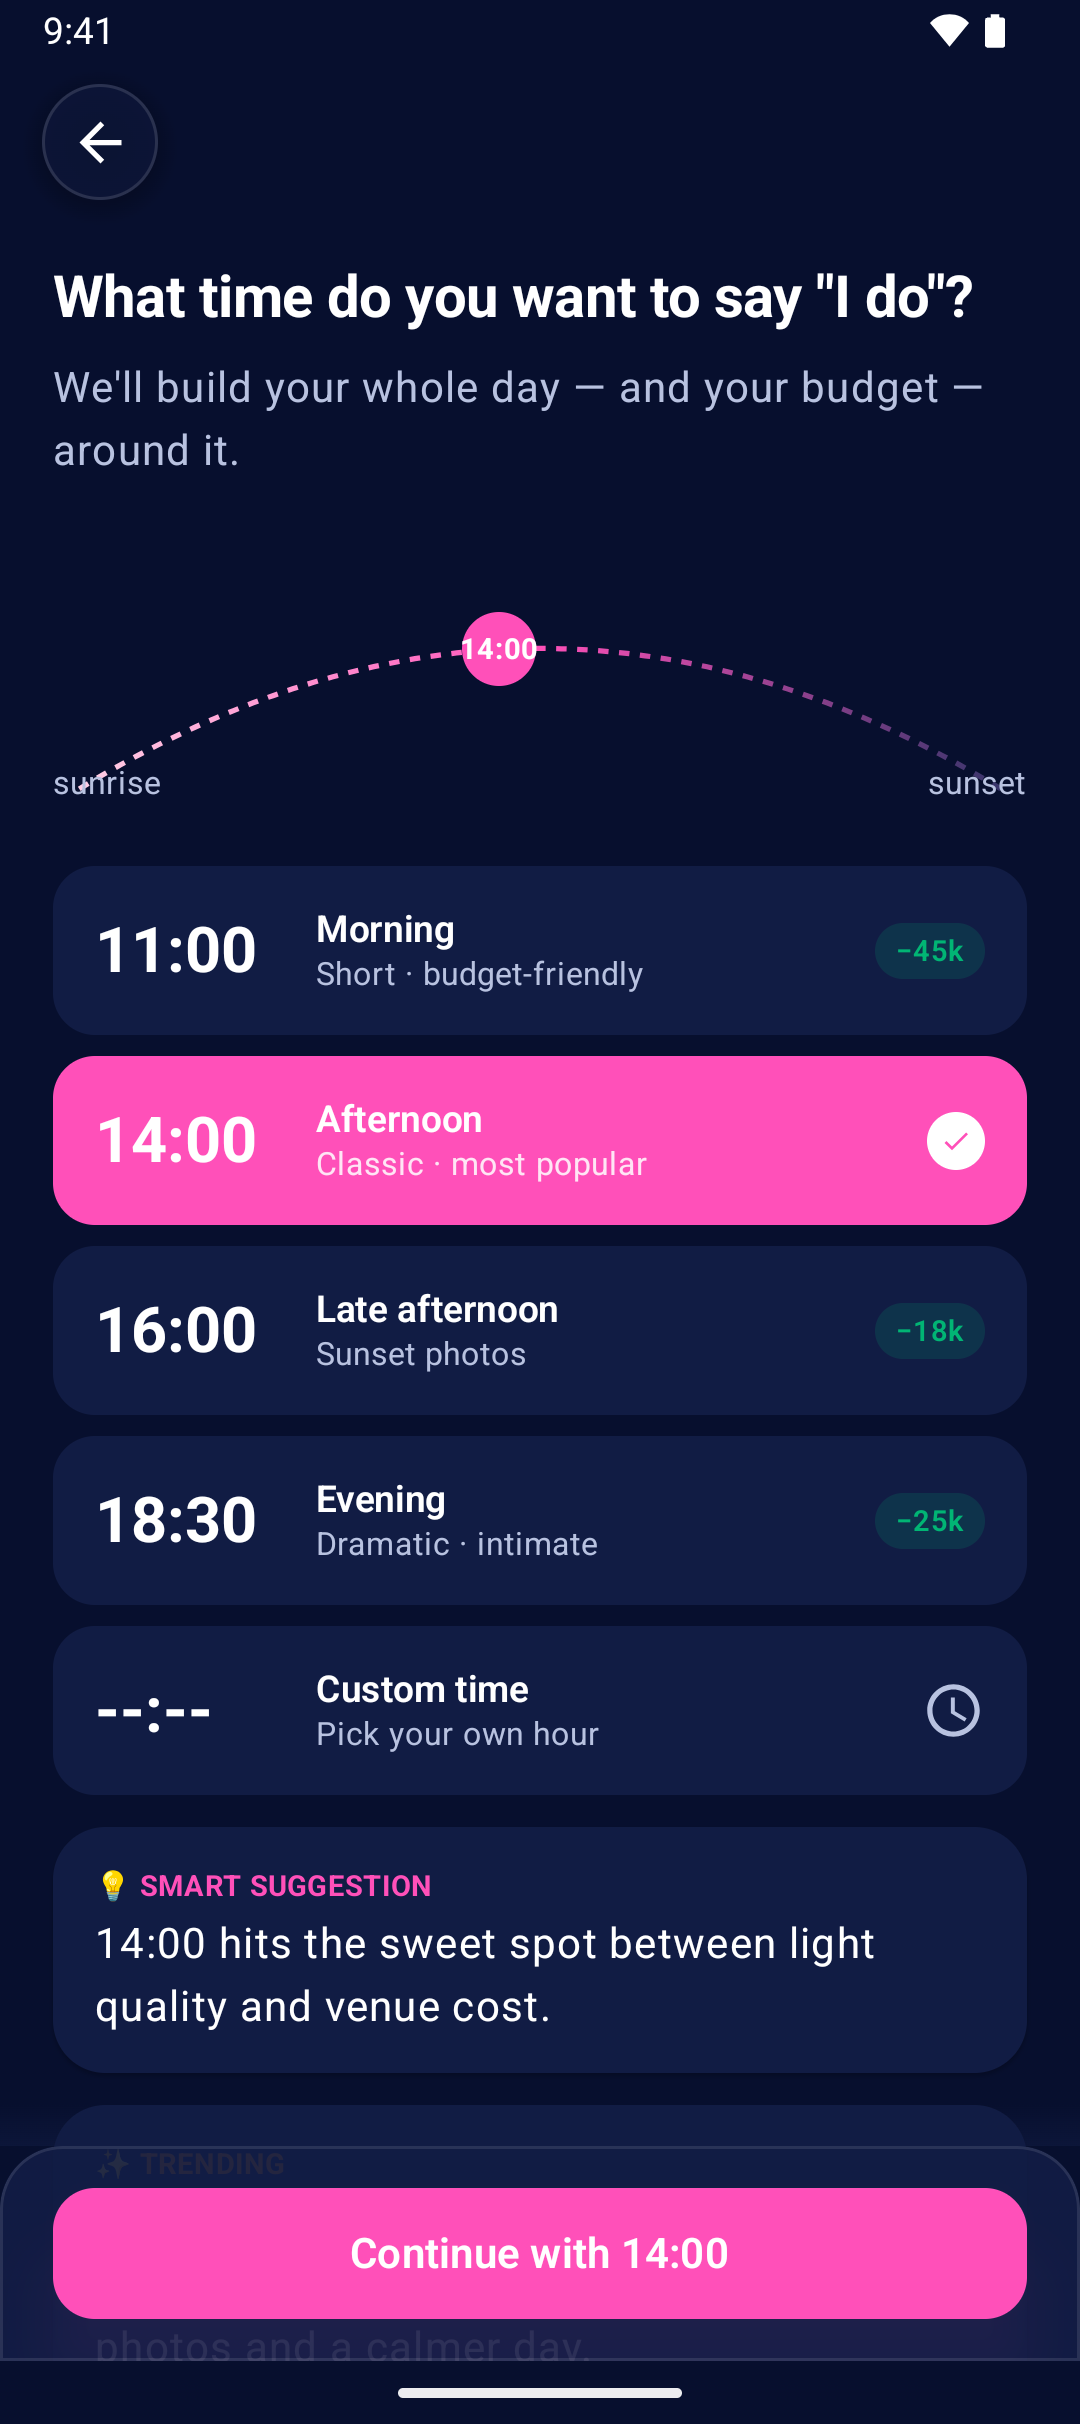 9:41
What time do you want to say "I do"?
We'll build your whole day — and your budget —
around it.
14:00
sunrise
sunset
11:00
Morning
Short · budget-friendly
−45k
14:00
Afternoon
Classic · most popular
16:00
Late afternoon
Sunset photos
−18k
18:30
Evening
Dramatic · intimate
−25k
--:--
Custom time
Pick your own hour
💡 SMART SUGGESTION
14:00 hits the sweet spot between light
quality and venue cost.
✨ TRENDING
Continue with 14:00
photos and a calmer day.